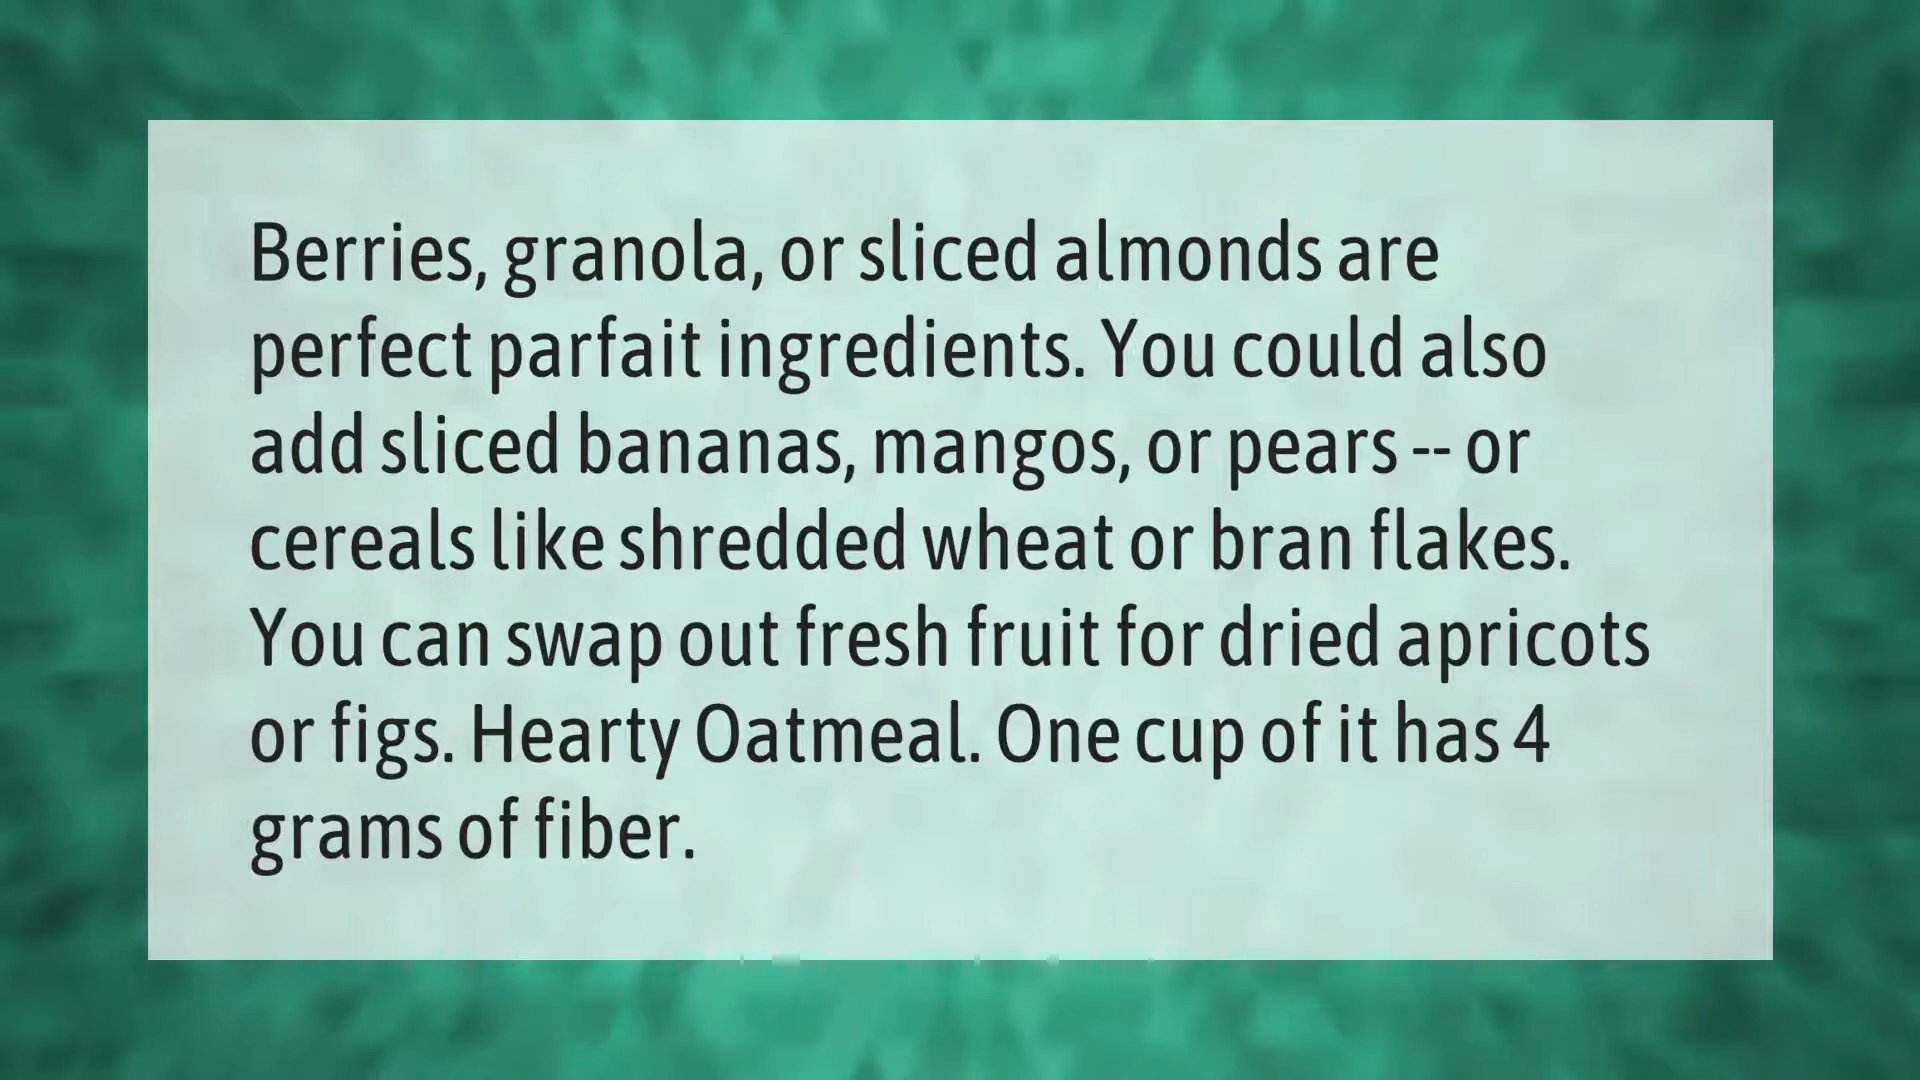 Berries, granola, or sliced almonds are
perfect parfait ingredients. You could also
add sliced bananas, mangos, or pears -- or
cereals like shredded wheat or bran flakes.
You can swap out fresh fruit for dried apricots
or figs. Hearty Oatmeal. One cup of it has 4
grams of fiber.